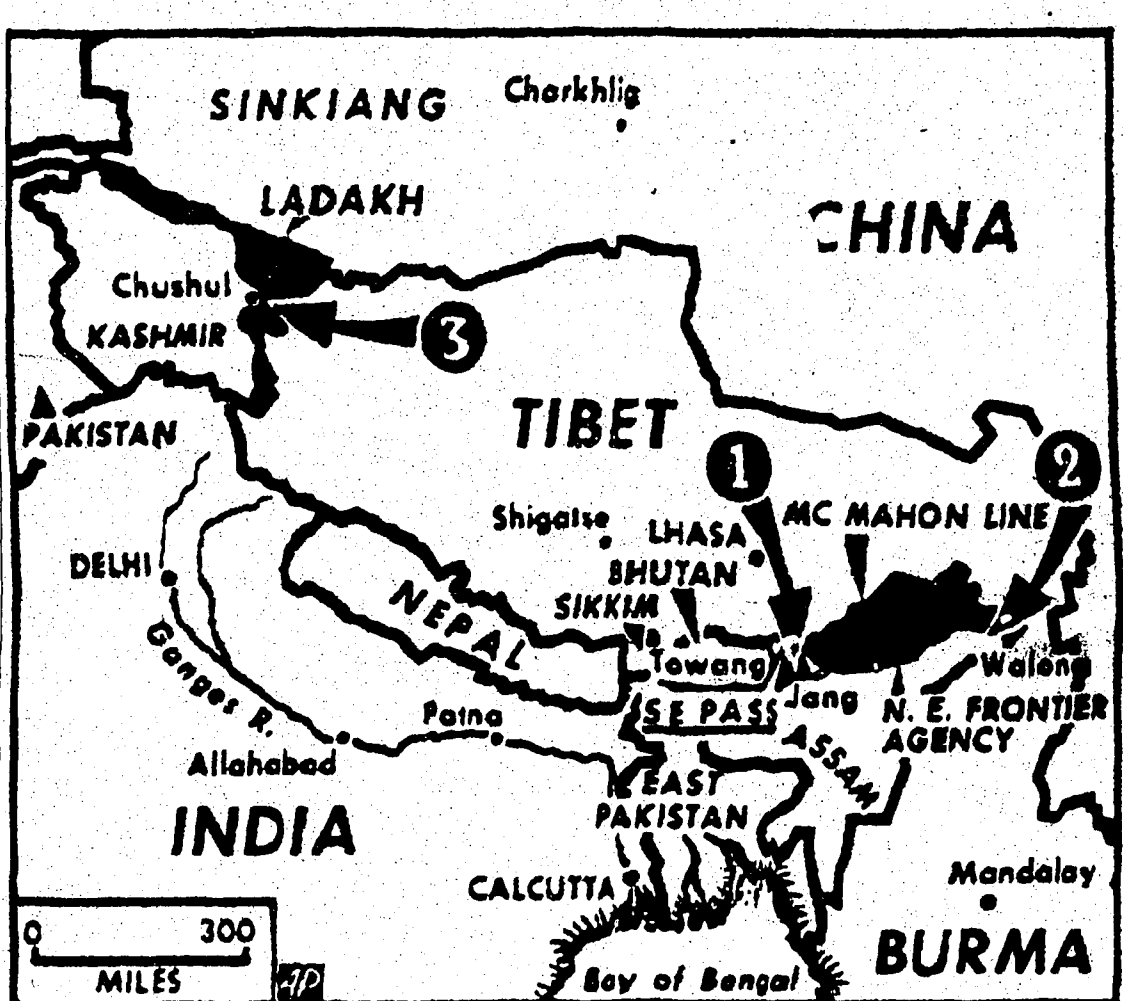 SINKIANG
Charkhlig
LADAKH
CHINA
Chushul
KASHMIR
3
PAKISTAN
TIBET
1
2
Shigatse
LHASA
MC MAHON LINE
DELHI
BHUTAN
SIKKIM
NEPAL
Towang
Walong
Ganges R.
Jang
SE PASS
N. E. FRONTIER
AGENCY
Patna
ASSAM
Allahabad
EAST
PAKISTAN
INDIA
CALCUTTA
Mandalay
BURMA
0 300
MILES
AP
Bay of Bengal